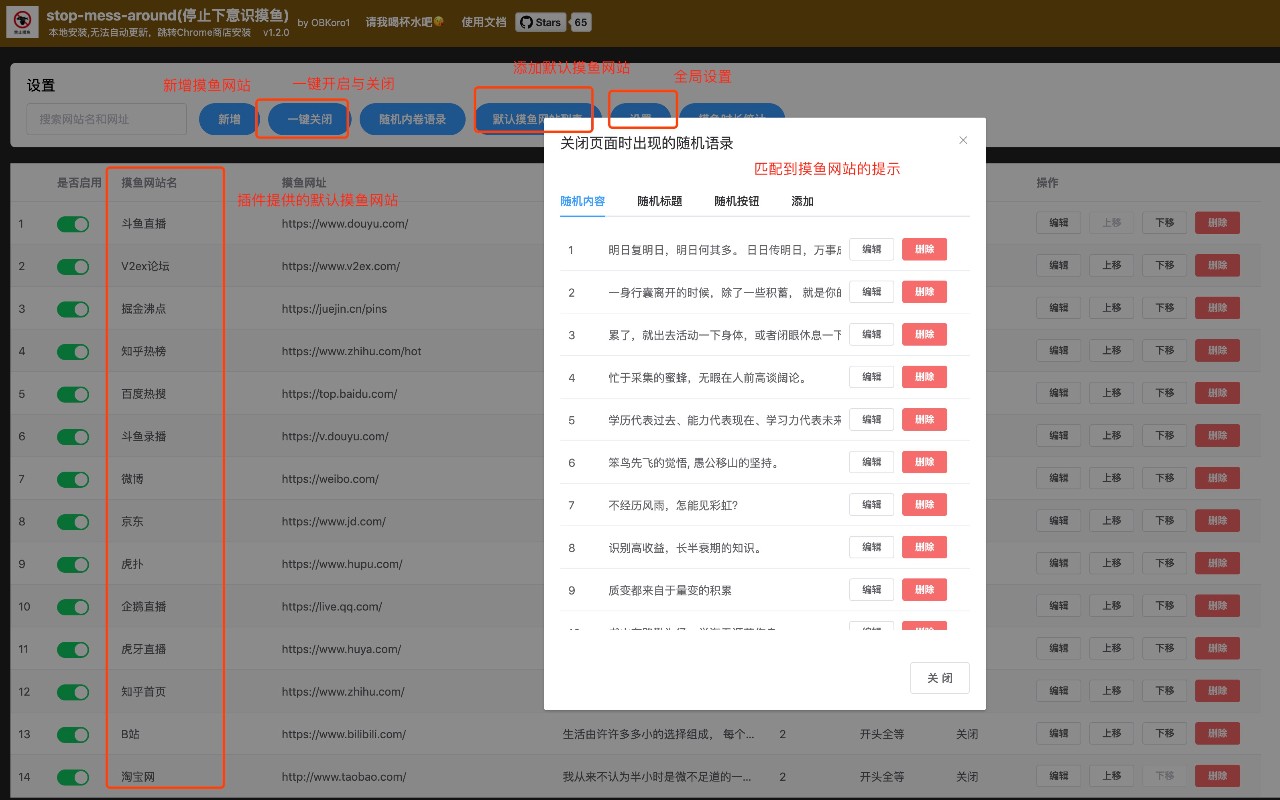 stop-mess-around(停止下意识摸鱼)
by OBKoro1
请我喝杯水吧
使用文档
Stars
65
本地安装,无法自动更新，跳转Chrome商店安装 v1.2.0
设置
新增摸鱼网站
一键开启与关闭
添加默认摸鱼网站
全局设置
搜索网站名和网址
新增
一键关闭
随机内卷语录
默认摸鱼网站列表
是否启用
摸鱼网站名
摸鱼网址
操作
插件提供的默认摸鱼网站
1 斗鱼直播 https://www.douyu.com/ 编辑 上移 下移 删除
2 V2ex论坛 https://www.v2ex.com/ 编辑 上移 下移 删除
3 掘金沸点 https://juejin.cn/pins 编辑 上移 下移 删除
4 知乎热榜 https://www.zhihu.com/hot 编辑 上移 下移 删除
5 百度热搜 https://top.baidu.com/ 编辑 上移 下移 删除
6 斗鱼录播 https://v.douyu.com/ 编辑 上移 下移 删除
7 微博 https://weibo.com/ 编辑 上移 下移 删除
8 京东 https://www.jd.com/ 编辑 上移 下移 删除
9 虎扑 https://www.hupu.com/ 编辑 上移 下移 删除
10 企鹅直播 https://live.qq.com/ 编辑 上移 下移 删除
11 虎牙直播 https://www.huya.com/ 编辑 上移 下移 删除
12 知乎首页 https://www.zhihu.com/ 编辑 上移 下移 删除
13 B站 https://www.bilibili.com/ 生活由许许多多小的选择组成， 每个... 2 开头全等 关闭 编辑 上移 下移 删除
14 淘宝网 http://www.taobao.com/ 我从来不认为半小时是微不足道的一... 2 开头全等 关闭 编辑 上移 下移 删除
关闭页面时出现的随机语录
匹配到摸鱼网站的提示
随机内容 随机标题 随机按钮 添加
1 明日复明日，明日何其多。 日日传明日，万事成 编辑 删除
2 一身行囊离开的时候，除了一些积蓄， 就是你的 编辑 删除
3 累了，就出去活动一下身体，或者闭眼休息一下 编辑 删除
4 忙于采集的蜜蜂，无暇在人前高谈阔论。 编辑 删除
5 学历代表过去、能力代表现在、学习力代表未来 编辑 删除
6 笨鸟先飞的觉悟, 愚公移山的坚持。 编辑 删除
7 不经历风雨，怎能见彩虹? 编辑 删除
8 识别高收益，长半衰期的知识。 编辑 删除
9 质变都来自于量变的积累 编辑 删除
关 闭